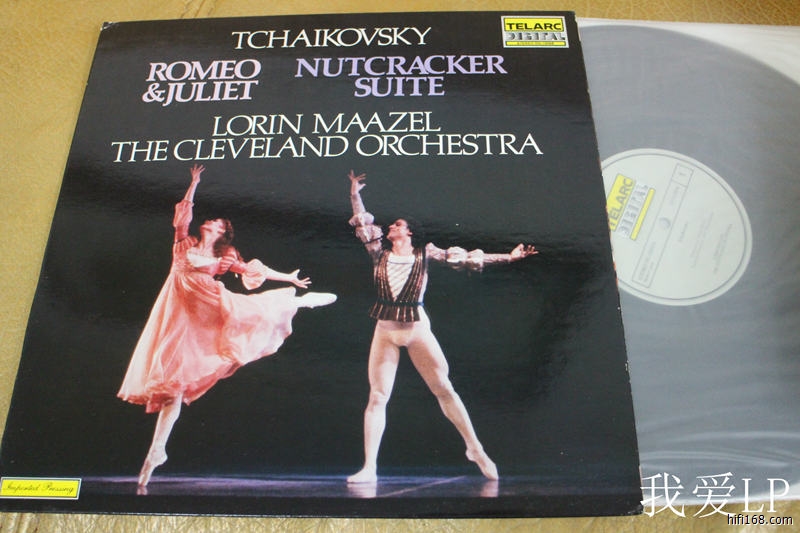 TCHAIKOVSKY
TELARC
DIGITAL
ROMEO
&JULIET
NUTCRACKER
SUITE
LORIN MAAZEL
THE CLEVELAND ORCHESTRA
TELARC
DIGITAL
1
Imported Pressing
我爱LP
hifi168.com